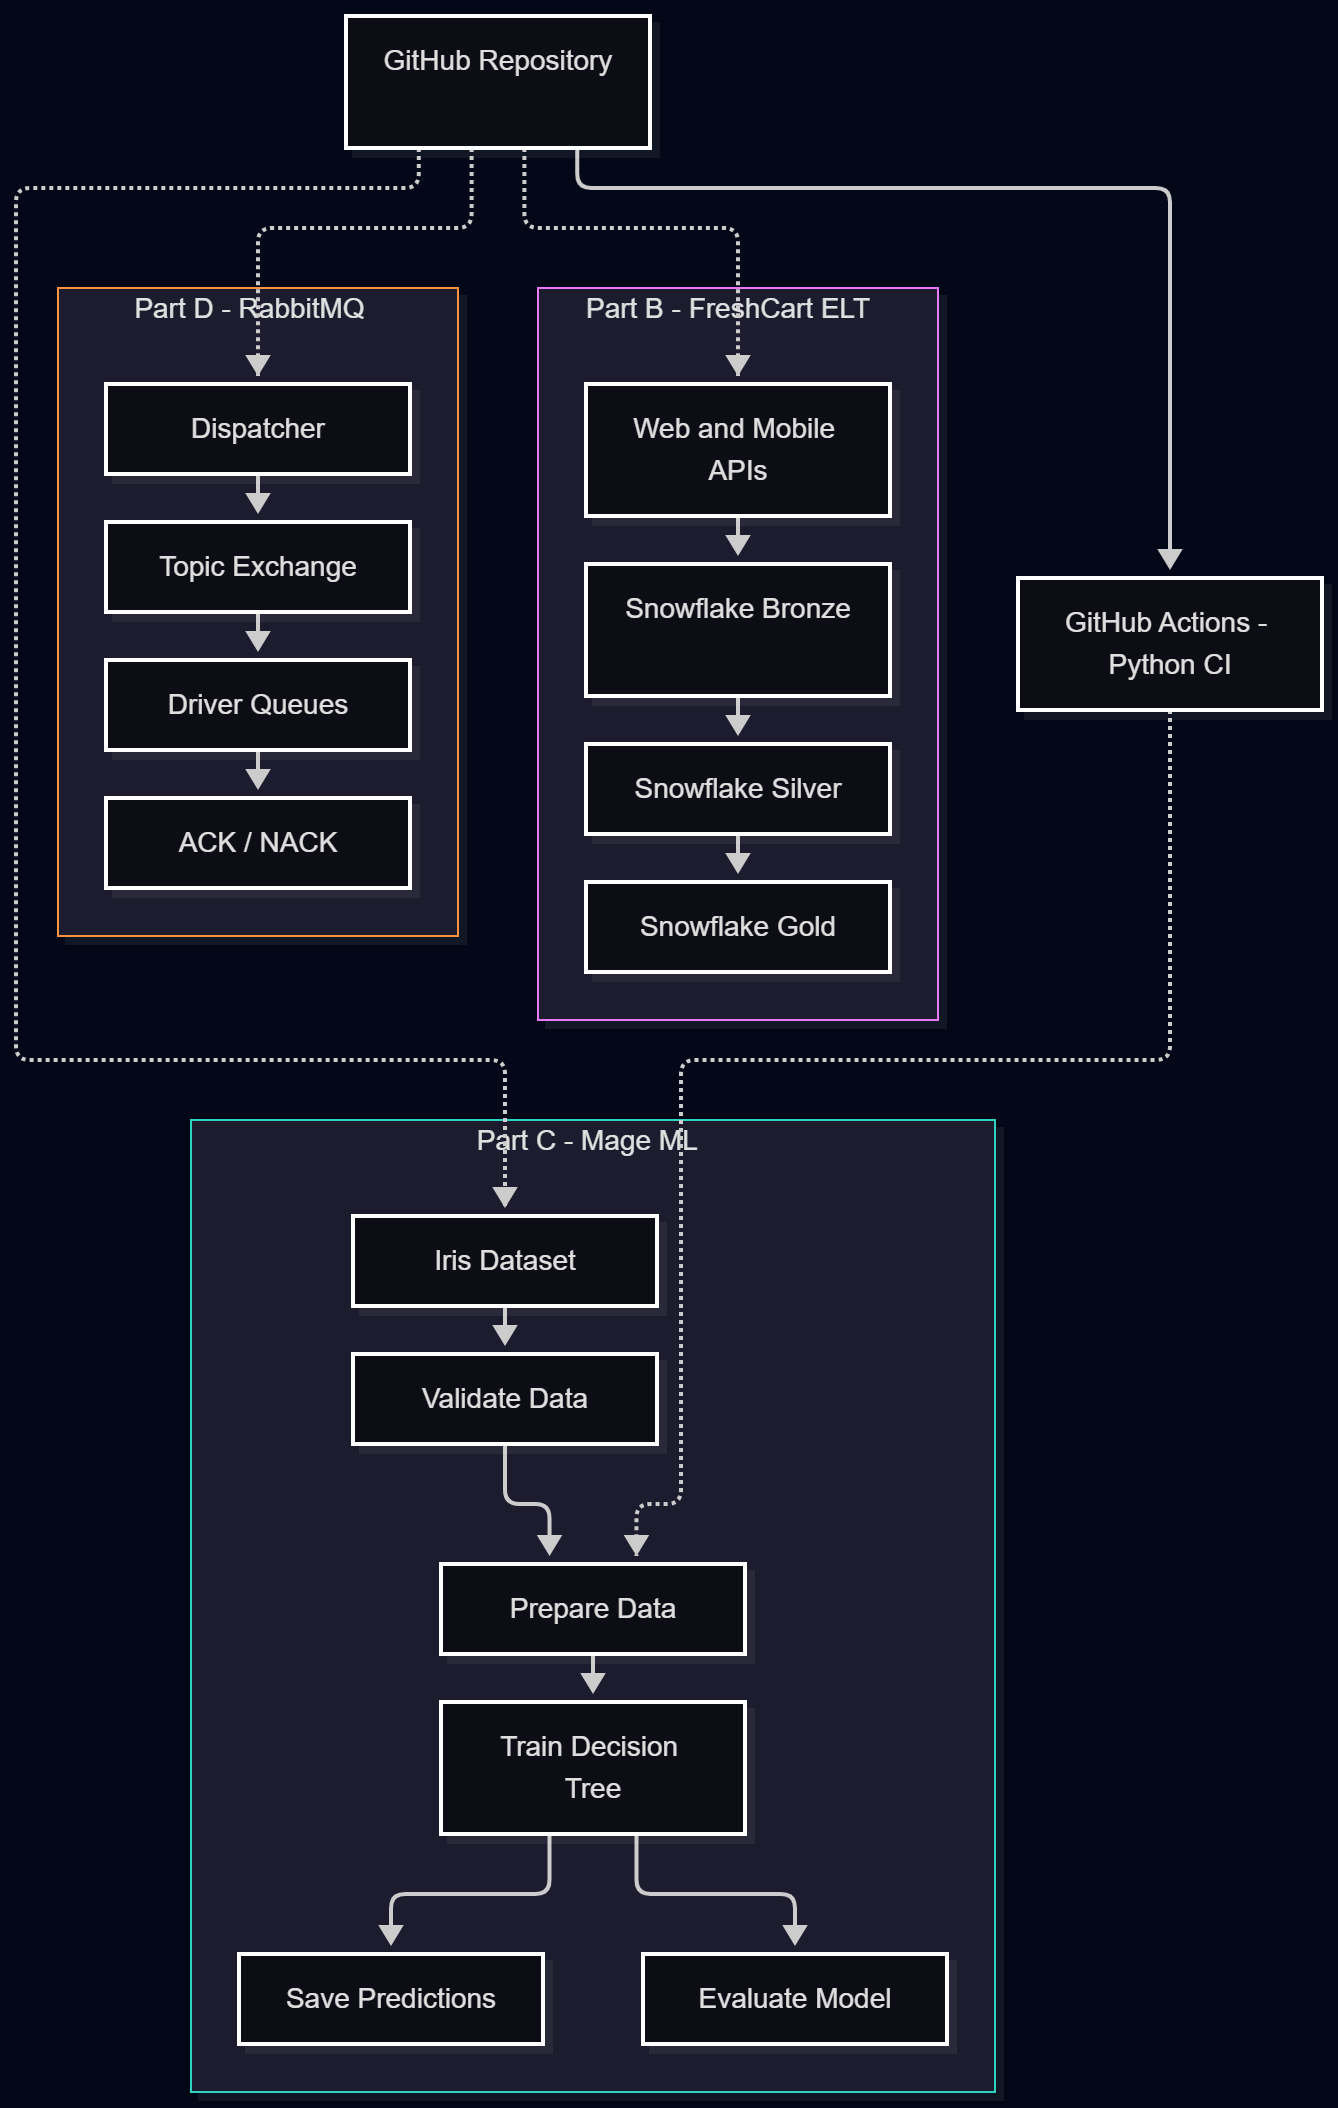 GitHub Repository
Part D - RabbitMQ
Dispatcher
Topic Exchange
Driver Queues
ACK / NACK
Part B - FreshCart ELT
Web and Mobile
APIs
Snowflake Bronze
Snowflake Silver
Snowflake Gold
GitHub Actions -
Python CI
Part C - Mage ML
Iris Dataset
Validate Data
Prepare Data
Train Decision
Tree
Save Predictions
Evaluate Model